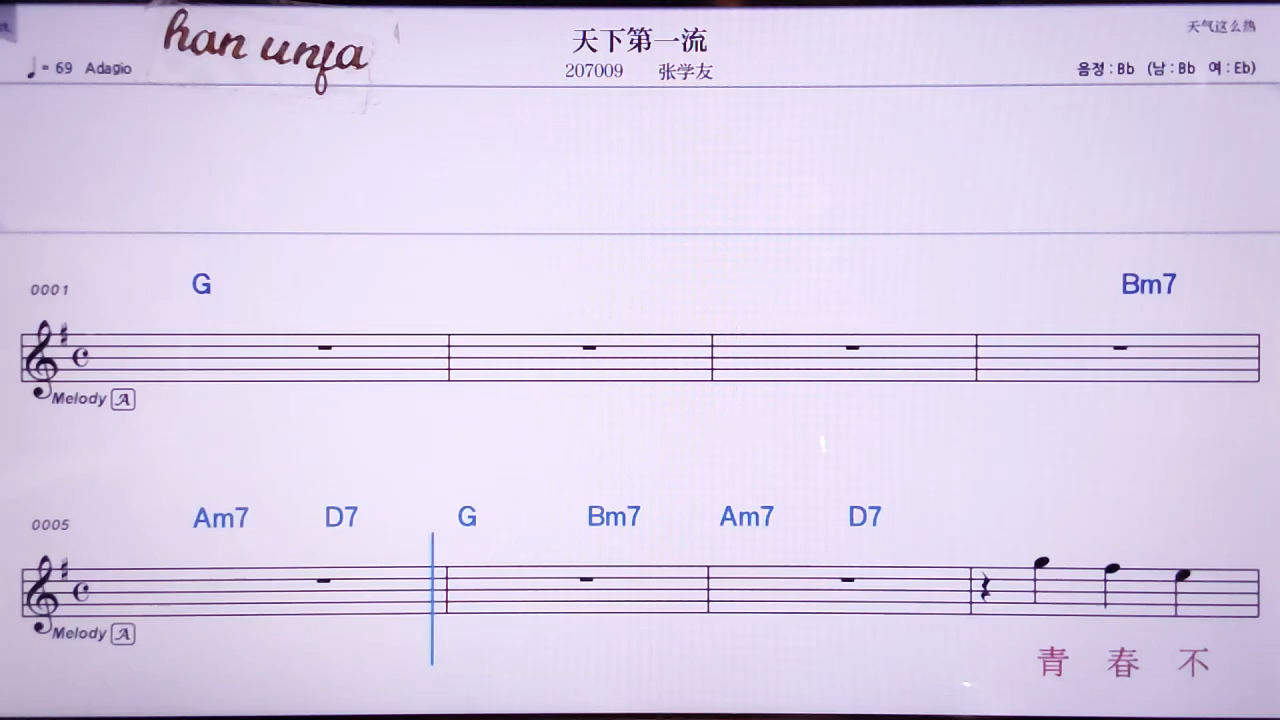 han unfa
天下第一流
天气这么热
♩= 69 Adagio
207009 张学友
음정 : Bb (남 : Bb 여 : Eb)
0001 G Bm7
Melody A
0005 Am7 D7 G Bm7 Am7 D7
Melody A
青 春 不